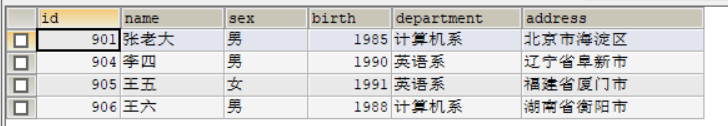 id name sex birth department address
901 张老大 男 1985 计算机系 北京市海淀区
904 李四 男 1990 英语系 辽宁省阜新市
905 王五 女 1991 英语系 福建省厦门市
906 王六 男 1988 计算机系 湖南省衡阳市